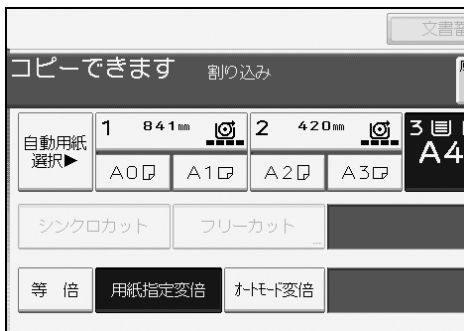 文書蓄
コピーできます 割り込み
自動用紙
選択▶
1 841mm
2 420mm
3
A4
A0 A1 A2 A3
シンクロカット フリーカット
等倍 用紙指定変倍 オートモード変倍